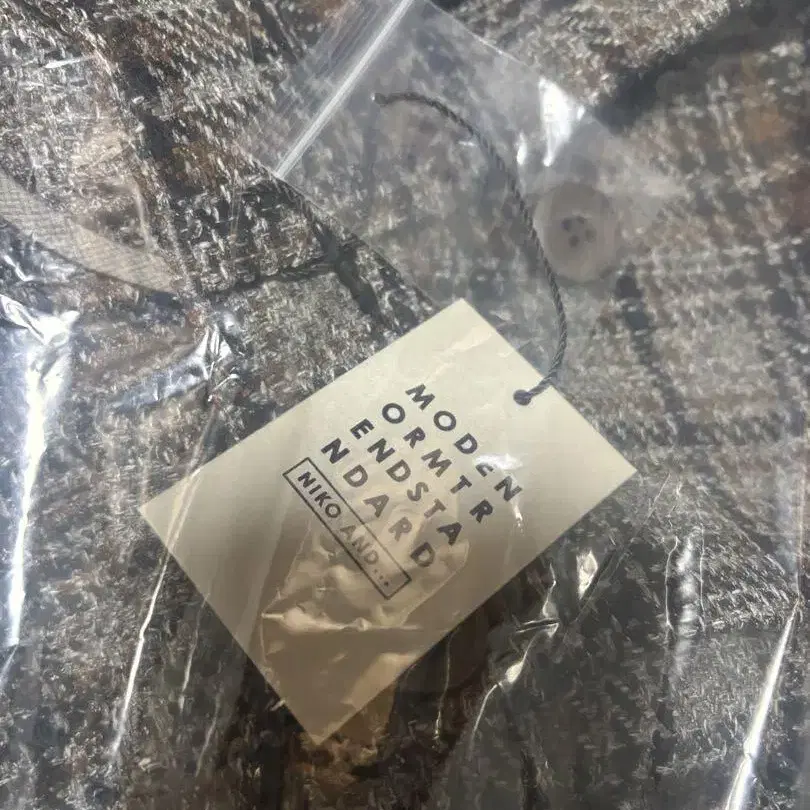 MODEN
ORMTR
ENDSTA
NDARD
NIKO AND...